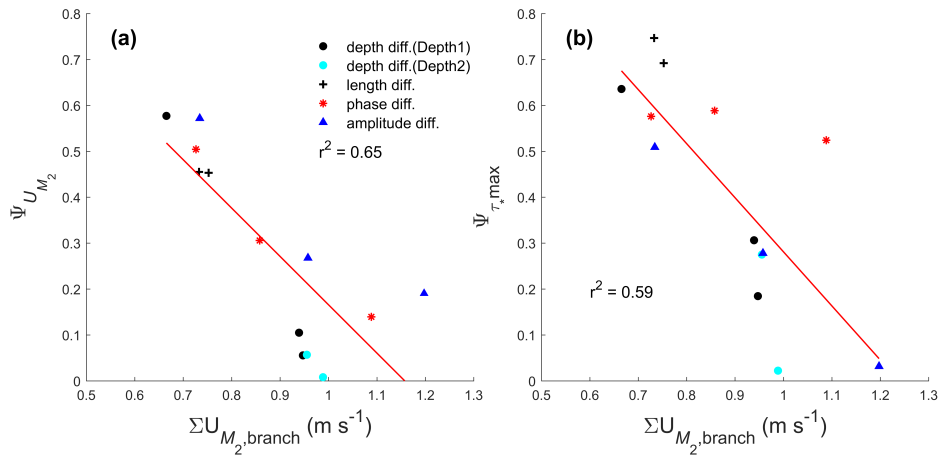 (a)
depth diff.(Depth1)
depth diff.(Depth2)
length diff.
phase diff.
amplitude diff.
r² = 0.65
Ψ U_M₂
0.8
0.7
0.6
0.5
0.4
0.3
0.2
0.1
0
0.5 0.6 0.7 0.8 0.9 1 1.1 1.2 1.3
ΣU_M₂,branch (m s⁻¹)
(b)
r² = 0.59
Ψ τ*max
0.8
0.7
0.6
0.5
0.4
0.3
0.2
0.1
0
0.5 0.6 0.7 0.8 0.9 1 1.1 1.2 1.3
ΣU_M₂,branch (m s⁻¹)